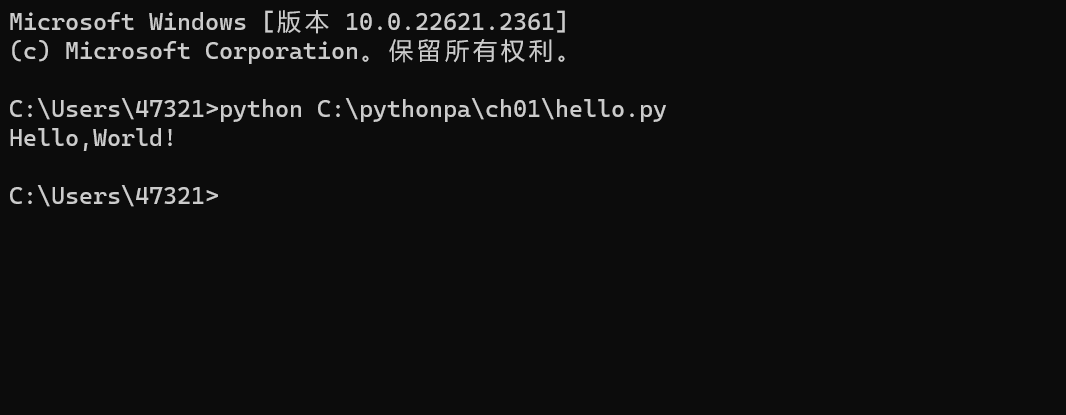 Microsoft Windows [版本 10.0.22621.2361]
(c) Microsoft Corporation。保留所有权利。
C:\Users\47321>python C:\pythonpa\ch01\hello.py
Hello,World!
C:\Users\47321>